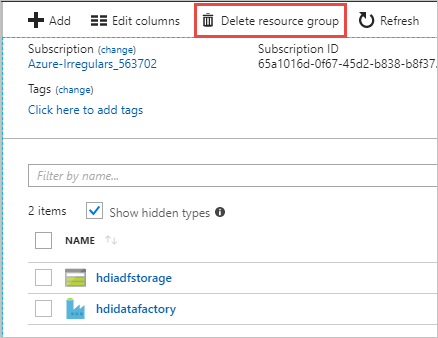 Add Edit columns Delete resource group Refresh
Subscription (change) Subscription ID
Azure-Irregulars_563702 65a1016d-0f67-45d2-b838-b8f37.
Tags (change)
Click here to add tags
Filter by name...
2 items Show hidden types
NAME
hdiadfstorage
hdidatafactory